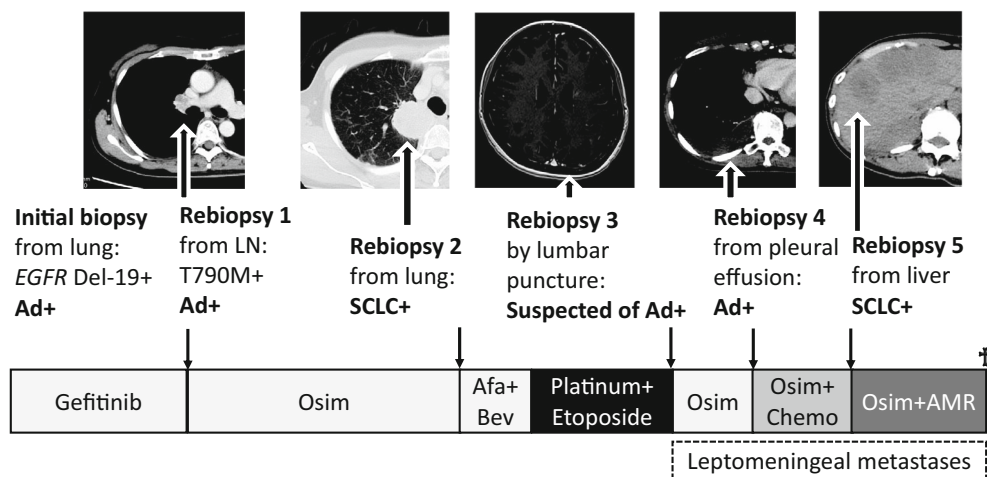 Initial biopsy
from lung:
EGFR Del-19+
Ad+
Rebiopsy 1
from LN:
T790M+
Ad+
Rebiopsy 2
from lung:
SCLC+
Rebiopsy 3
by lumbar
puncture:
Suspected of Ad+
Rebiopsy 4
from pleural
effusion:
Ad+
Rebiopsy 5
from liver
SCLC+
Gefitinib
Osim
Afa+
Bev
Platinum+
Etoposide
Osim
Osim+
Chemo
Osim+AMR
Leptomeningeal metastases